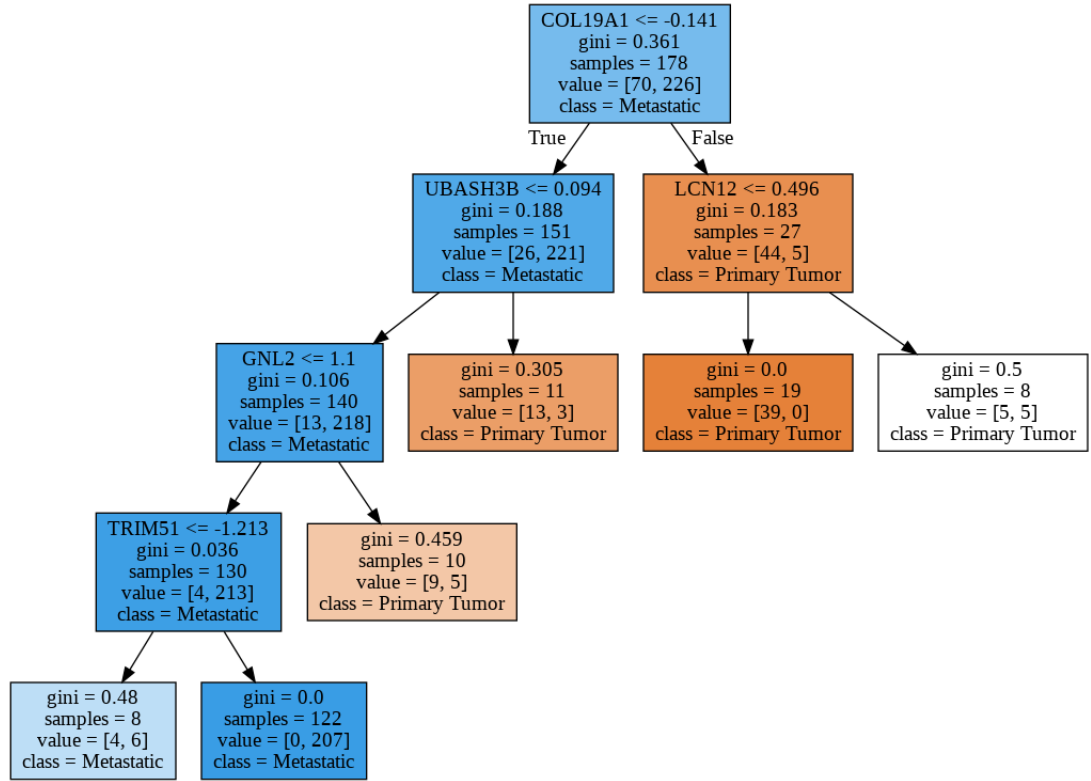 COL19A1 <= -0.141
gini = 0.361
samples = 178
value = [70, 226]
class = Metastatic
True
False
UBASH3B <= 0.094
gini = 0.188
samples = 151
value = [26, 221]
class = Metastatic
LCN12 <= 0.496
gini = 0.183
samples = 27
value = [44, 5]
class = Primary Tumor
GNL2 <= 1.1
gini = 0.106
samples = 140
value = [13, 218]
class = Metastatic
gini = 0.305
samples = 11
value = [13, 3]
class = Primary Tumor
gini = 0.0
samples = 19
value = [39, 0]
class = Primary Tumor
gini = 0.5
samples = 8
value = [5, 5]
class = Primary Tumor
TRIM51 <= -1.213
gini = 0.036
samples = 130
value = [4, 213]
class = Metastatic
gini = 0.459
samples = 10
value = [9, 5]
class = Primary Tumor
gini = 0.48
samples = 8
value = [4, 6]
class = Metastatic
gini = 0.0
samples = 122
value = [0, 207]
class = Metastatic